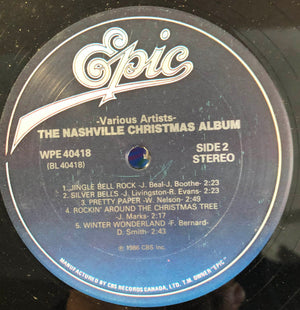 Epic
-Various Artists-
THE NASHVILLE CHRISTMAS ALBUM
WPE 40418
(BL 40418)
SIDE 2
STEREO
1. JINGLE BELL ROCK -J. Beal-J. Boothe- 2:23
2. SILVER BELLS -J. Livingston-R. Evans- 2:23
3. PRETTY PAPER -W. Nelson- 2:23
4. ROCKIN' AROUND THE CHRISTMAS TREE
-J. Marks- 2:17
5. WINTER WONDERLAND -F. Bernard-
D. Smith- 2:43
℗ 1986 CBS Inc.
MANUFACTURED BY CBS RECORDS CANADA, LTD. T.M. OWNER "EPIC"